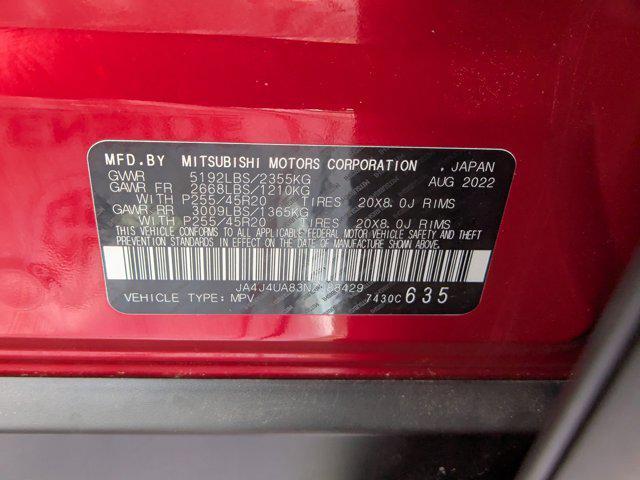 MFD.BY MITSUBISHI MOTORS CORPORATION , JAPAN
GVWR 5192LBS/2355KG AUG 2022
GAWR FR 2668LBS/1210KG
WITH P255/45R20 TIRES 20X8.0J RIMS
GAWR RR 3009LBS/1365KG
WITH P255/45R20 TIRES 20X8.0J RIMS
THIS VEHICLE CONFORMS TO ALL APPLICABLE FEDERAL MOTOR VEHICLE SAFETY AND THEFT
PREVENTION STANDARDS IN EFFECT ON THE DATE OF MANUFACTURE SHOWN ABOVE.
VEHICLE TYPE: MPV 7430C 635